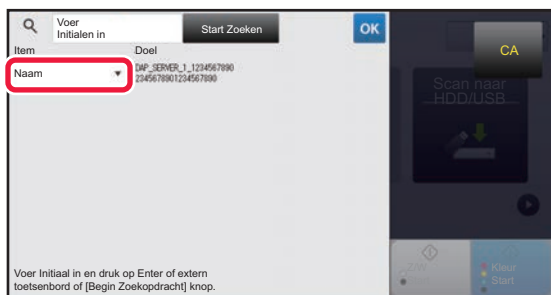 Voer
Initialen in
Start Zoeken
OK
CA
Item
Doel
Naam
DAP_SERVER_1_1234567890
2345678901234567890
Scan naar
HDD/USB
Voer Initiaal in en druk op Enter of extern
toetsenbord of [Begin Zoekopdracht] knop.
Kleur
Start